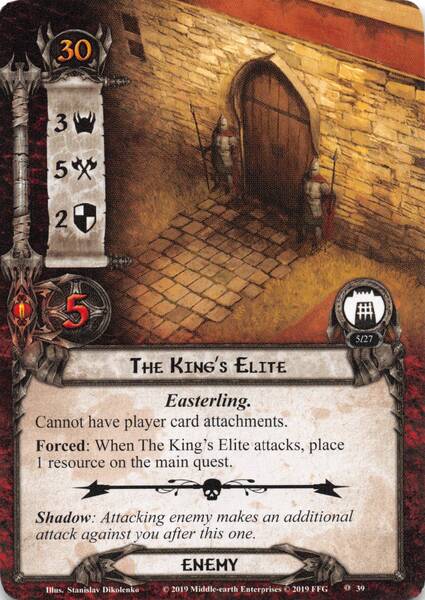 30
3
5
2
5
5/27
The King's Elite
Easterling.
Cannot have player card attachments.
Forced: When The King's Elite attacks, place
1 resource on the main quest.
Shadow: Attacking enemy makes an additional
attack against you after this one.
ENEMY
Illus. Stanislav Dikolenko © 2019 Middle-earth Enterprises © 2019 FFG 39